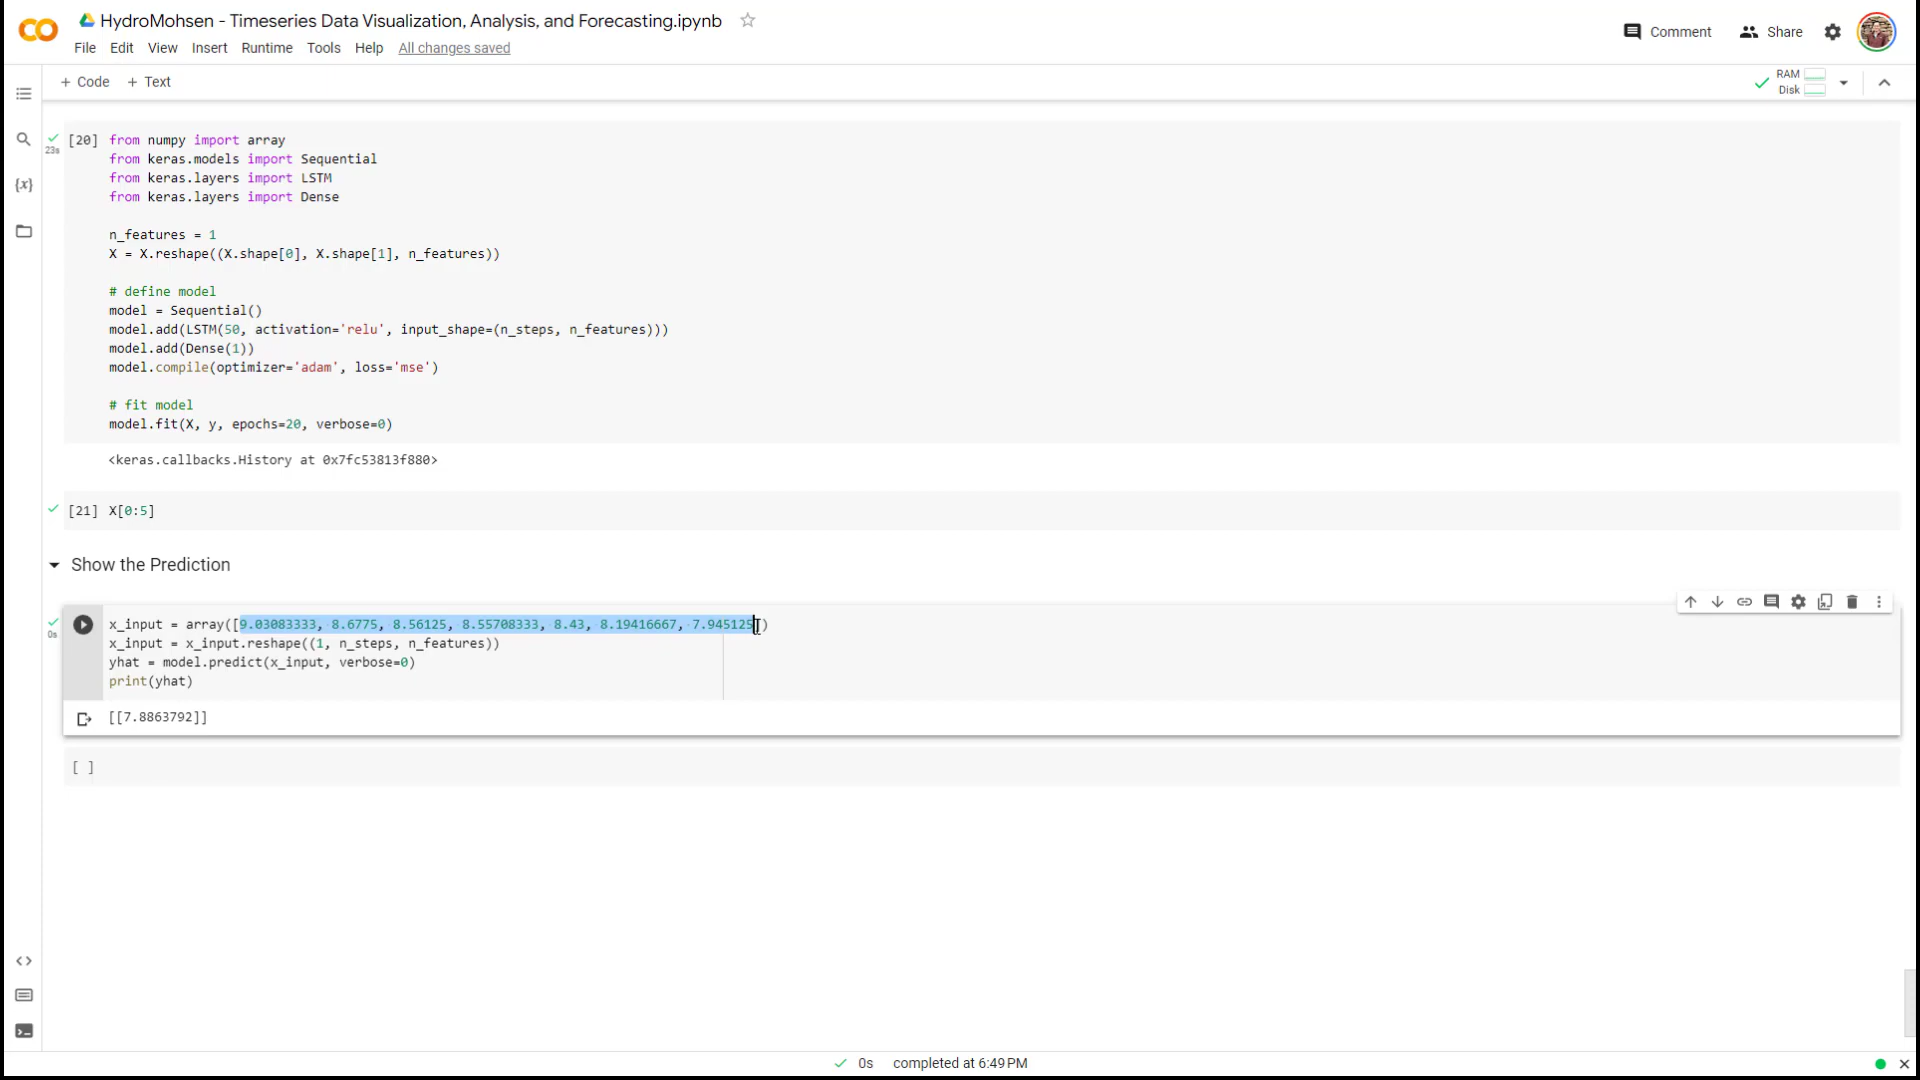 HydroMohsen - Timeseries Data Visualization, Analysis, and Forecasting.ipynb
File Edit View Insert Runtime Tools Help All changes saved
Comment Share
+ Code + Text
RAM
Disk
23s
[20] from numpy import array
from keras.models import Sequential
from keras.layers import LSTM
from keras.layers import Dense
n_features = 1
X = X.reshape((X.shape[0], X.shape[1], n_features))
# define model
model = Sequential()
model.add(LSTM(50, activation='relu', input_shape=(n_steps, n_features)))
model.add(Dense(1))
model.compile(optimizer='adam', loss='mse')
# fit model
model.fit(X, y, epochs=20, verbose=0)
<keras.callbacks.History at 0x7fc53813f880>
[21] X[0:5]
Show the Prediction
0s
x_input = array([9.03083333, 8.6775, 8.56125, 8.55708333, 8.43, 8.19416667, 7.945125])
x_input = x_input.reshape((1, n_steps, n_features))
yhat = model.predict(x_input, verbose=0)
print(yhat)
[[7.8863792]]
[ ]
0s completed at 6:49 PM